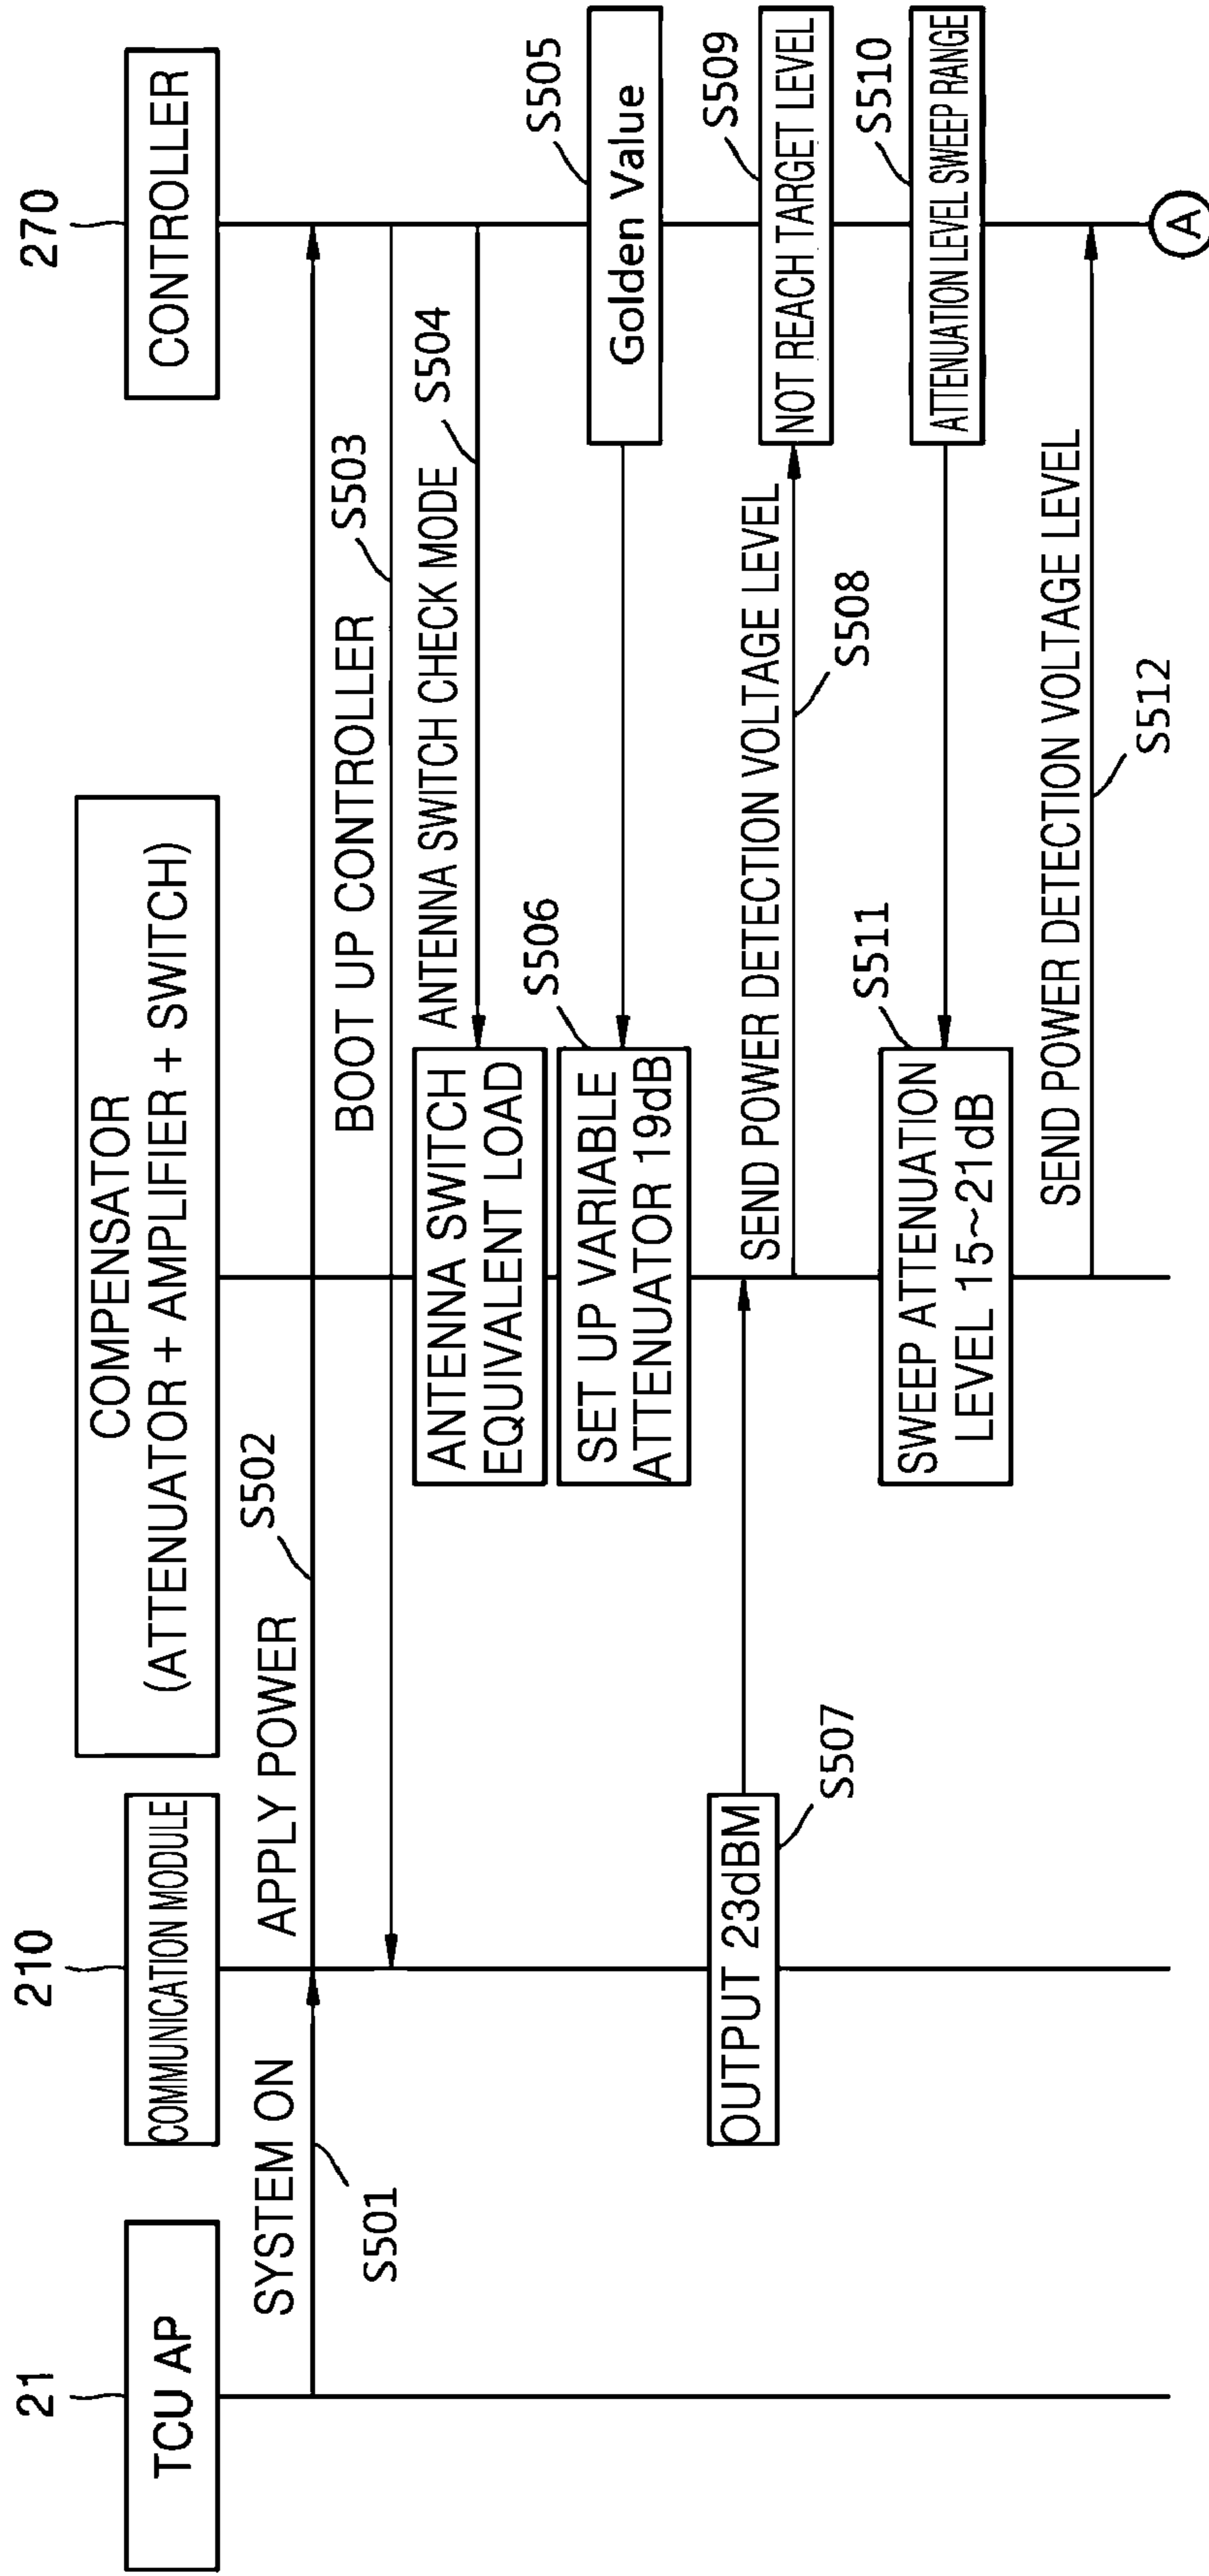 21
TCU AP
210
COMMUNICATION MODULE
COMPENSATOR
(ATTENUATOR + AMPLIFIER + SWITCH)
270
CONTROLLER
SYSTEM ON
S501
APPLY POWER
S502
BOOT UP CONTROLLER
S503
ANTENNA SWITCH CHECK MODE
S504
ANTENNA SWITCH
EQUIVALENT LOAD
Golden Value
S505
SET UP VARIABLE
ATTENUATOR 19dB
S506
OUTPUT 23dBM
S507
SEND POWER DETECTION VOLTAGE LEVEL
S508
NOT REACH TARGET LEVEL
S509
ATTENUATION LEVEL SWEEP RANGE
S510
SWEEP ATTENUATION
LEVEL 15~21dB
S511
SEND POWER DETECTION VOLTAGE LEVEL
S512
A